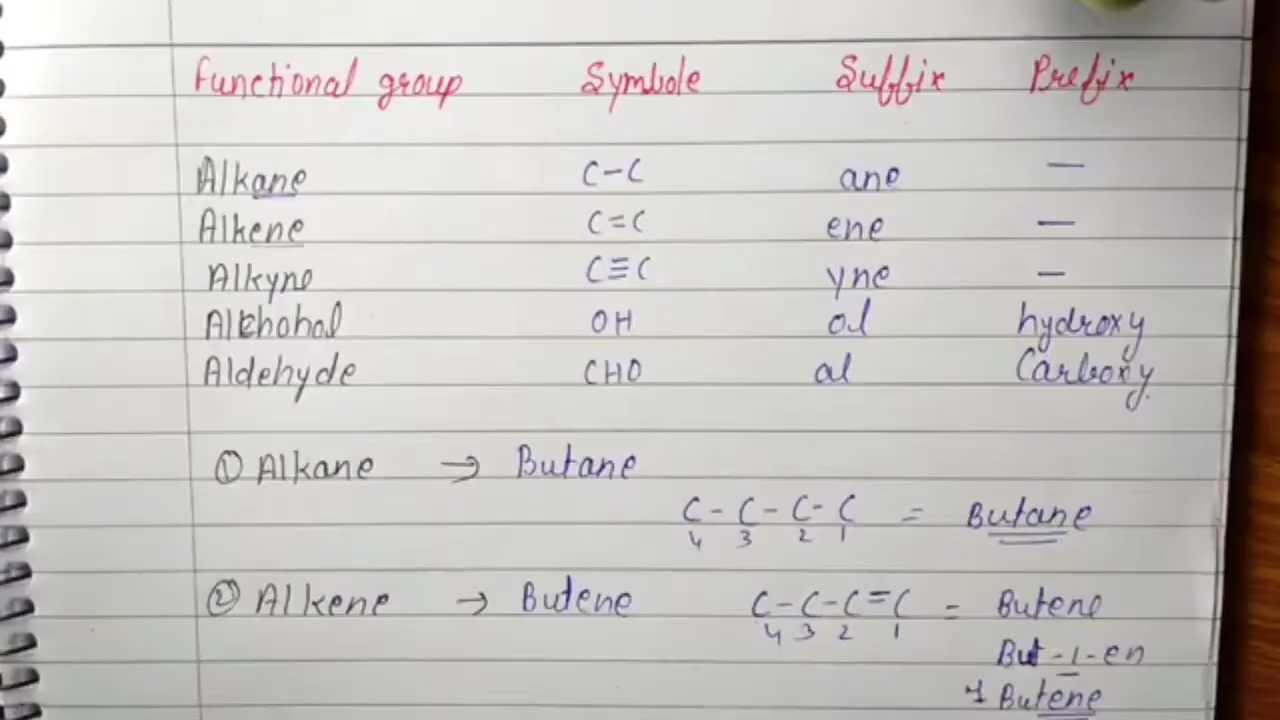 Functional group Symbole Suffix Prefix
Alkane C-C ane —
Alkene C=C ene —
Alkyne C≡C yne —
Alchohal OH ol hydroxy
Aldehyde CHO al Carboxy
① Alkane → Butane
C-C-C-C = Butane
4 3 2 1
② Alkene → Butene C-C-C=C = Butene
4 3 2 1
But-1-en
1 Butene